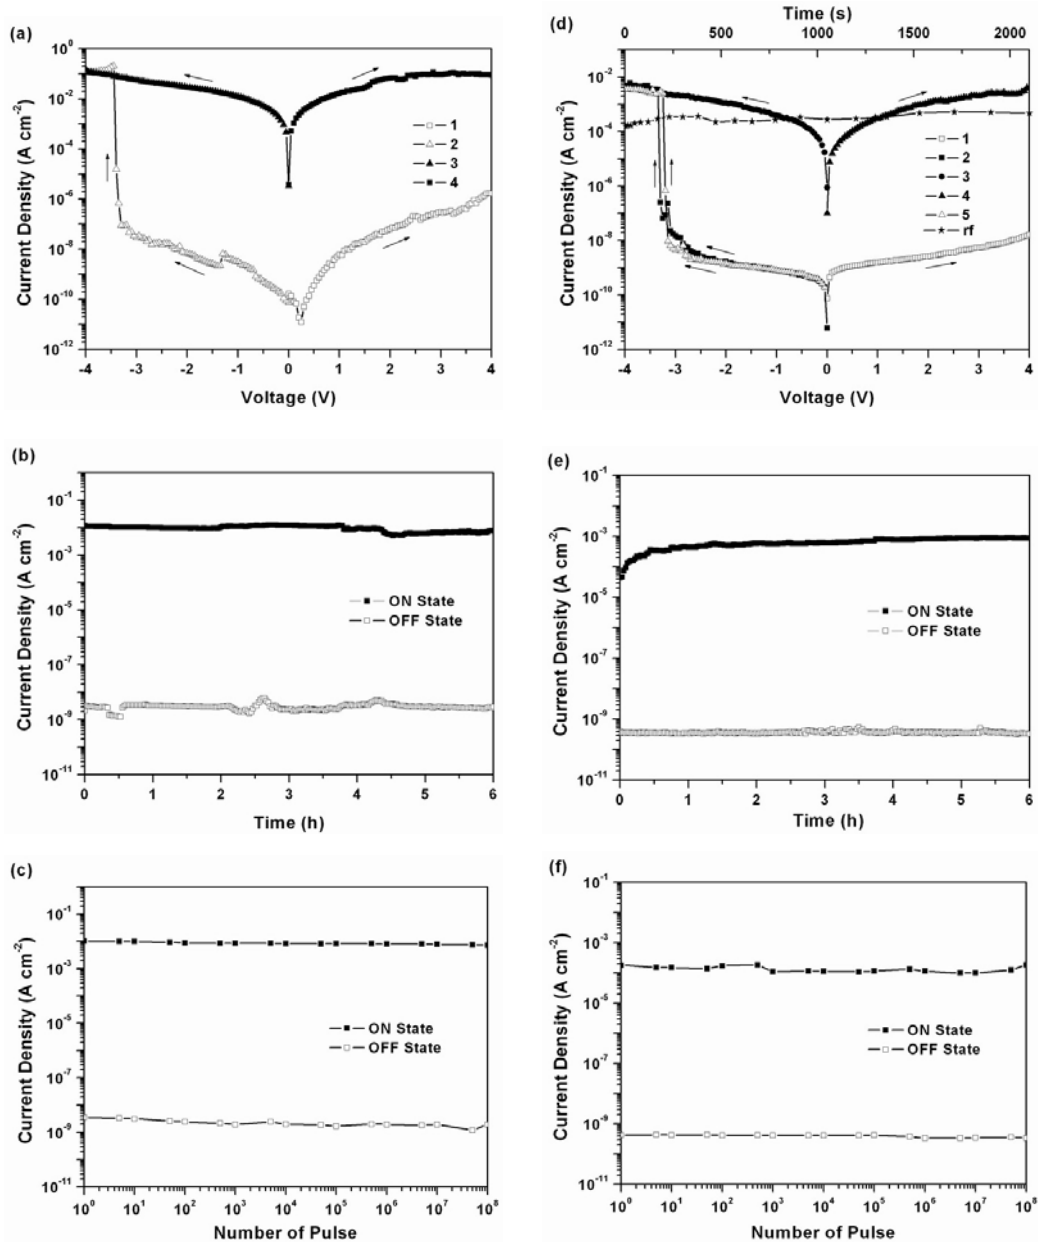 (a)
10⁰
10⁻²
10⁻⁴
10⁻⁶
10⁻⁸
10⁻¹⁰
10⁻¹²
Current Density (A cm⁻²)
1
2
3
4
-4 -3 -2 -1 0 1 2 3 4
Voltage (V)
(d)
Time (s)
0 500 1000 1500 2000
10⁻²
10⁻⁴
10⁻⁶
10⁻⁸
10⁻¹⁰
10⁻¹²
Current Density (A cm⁻²)
1
2
3
4
5
rf
-4 -3 -2 -1 0 1 2 3 4
Voltage (V)
(b)
10⁻¹
10⁻³
10⁻⁵
10⁻⁷
10⁻⁹
10⁻¹¹
Current Density (A cm⁻²)
ON State
OFF State
0 1 2 3 4 5 6
Time (h)
(e)
10⁻¹
10⁻³
10⁻⁵
10⁻⁷
10⁻⁹
10⁻¹¹
Current Density (A cm⁻²)
ON State
OFF State
0 1 2 3 4 5 6
Time (h)
(c)
10⁻¹
10⁻³
10⁻⁵
10⁻⁷
10⁻⁹
10⁻¹¹
Current Density (A cm⁻²)
ON State
OFF State
10⁰ 10¹ 10² 10³ 10⁴ 10⁵ 10⁶ 10⁷ 10⁸
Number of Pulse
(f)
10⁻¹
10⁻³
10⁻⁵
10⁻⁷
10⁻⁹
10⁻¹¹
Current Density (A cm⁻²)
ON State
OFF State
10⁰ 10¹ 10² 10³ 10⁴ 10⁵ 10⁶ 10⁷ 10⁸
Number of Pulse